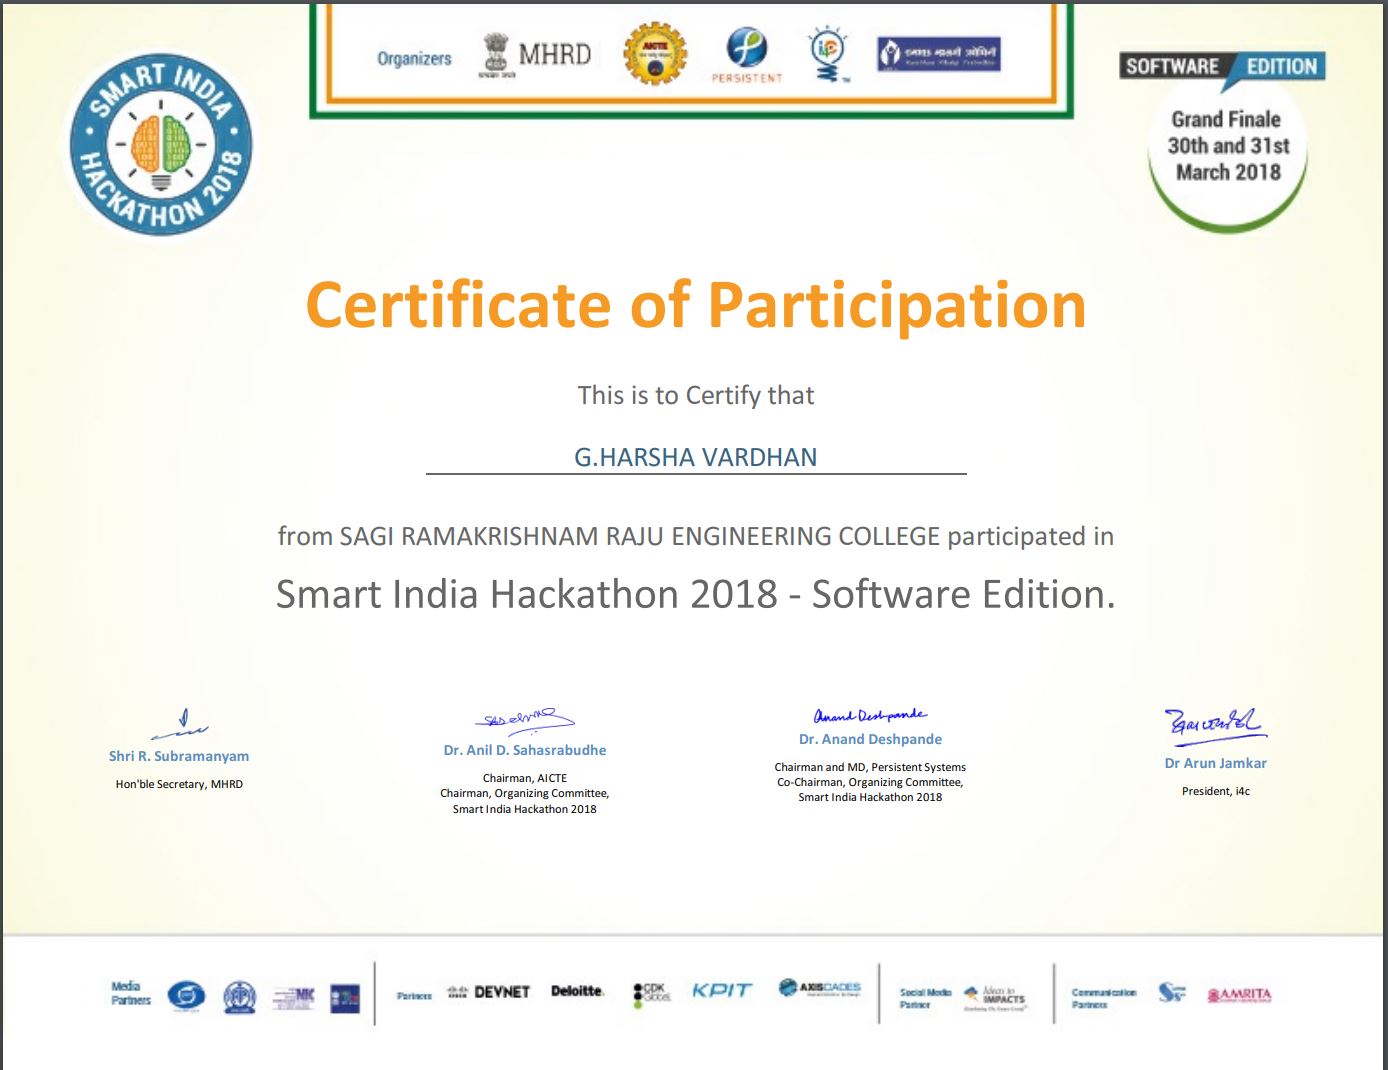 Organizers
MHRD
AICTE
PERSISTENT
SMART INDIA HACKATHON 2018
SOFTWARE EDITION
Grand Finale
30th and 31st
March 2018
Certificate of Participation
This is to Certify that
G.HARSHA VARDHAN
from SAGI RAMAKRISHNAM RAJU ENGINEERING COLLEGE participated in
Smart India Hackathon 2018 - Software Edition.
Anand Deshpande
Shri R. Subramanyam
Hon'ble Secretary, MHRD
Dr. Anil D. Sahasrabudhe
Chairman, AICTE
Chairman, Organizing Committee,
Smart India Hackathon 2018
Dr. Anand Deshpande
Chairman and MD, Persistent Systems
Co-Chairman, Organizing Committee,
Smart India Hackathon 2018
Dr Arun Jamkar
President, i4c
Media
Partners
Partners
DEVNET
Deloitte.
CDK
Global
KPIT
AXISCADES
Social Media
Partner
Ideas to
IMPACTS
Communication
Partners
AMRITA